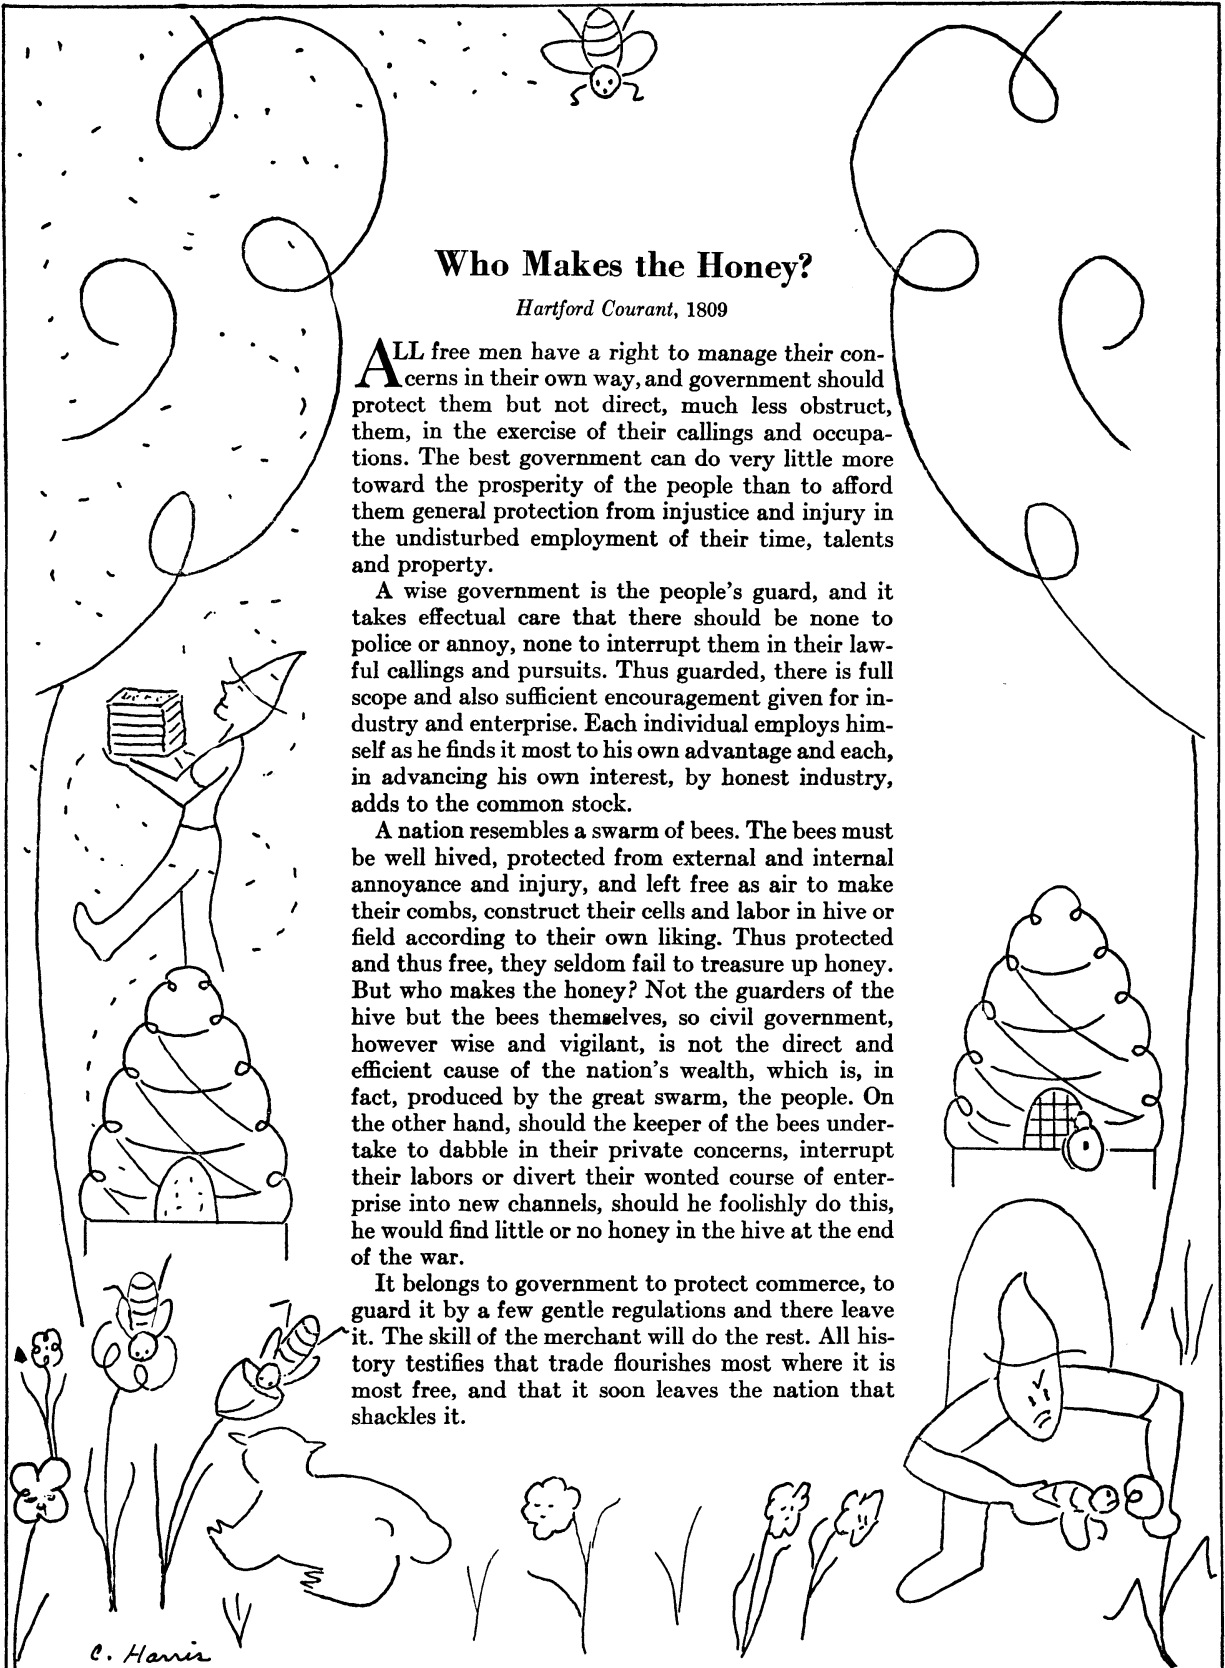 Who Makes the Honey?
Hartford Courant, 1809
ALL free men have a right to manage their con-
cerns in their own way, and government should
protect them but not direct, much less obstruct,
them, in the exercise of their callings and occupa-
tions. The best government can do very little more
toward the prosperity of the people than to afford
them general protection from injustice and injury in
the undisturbed employment of their time, talents
and property.
A wise government is the people's guard, and it
takes effectual care that there should be none to
police or annoy, none to interrupt them in their law-
ful callings and pursuits. Thus guarded, there is full
scope and also sufficient encouragement given for in-
dustry and enterprise. Each individual employs him-
self as he finds it most to his own advantage and each,
in advancing his own interest, by honest industry,
adds to the common stock.
A nation resembles a swarm of bees. The bees must
be well hived, protected from external and internal
annoyance and injury, and left free as air to make
their combs, construct their cells and labor in hive or
field according to their own liking. Thus protected
and thus free, they seldom fail to treasure up honey.
But who makes the honey? Not the guarders of the
hive but the bees themselves, so civil government,
however wise and vigilant, is not the direct and
efficient cause of the nation's wealth, which is, in
fact, produced by the great swarm, the people. On
the other hand, should the keeper of the bees under-
take to dabble in their private concerns, interrupt
their labors or divert their wonted course of enter-
prise into new channels, should he foolishly do this,
he would find little or no honey in the hive at the end
of the war.
It belongs to government to protect commerce, to
guard it by a few gentle regulations and there leave
it. The skill of the merchant will do the rest. All his-
tory testifies that trade flourishes most where it is
most free, and that it soon leaves the nation that
shackles it.
C. Harris